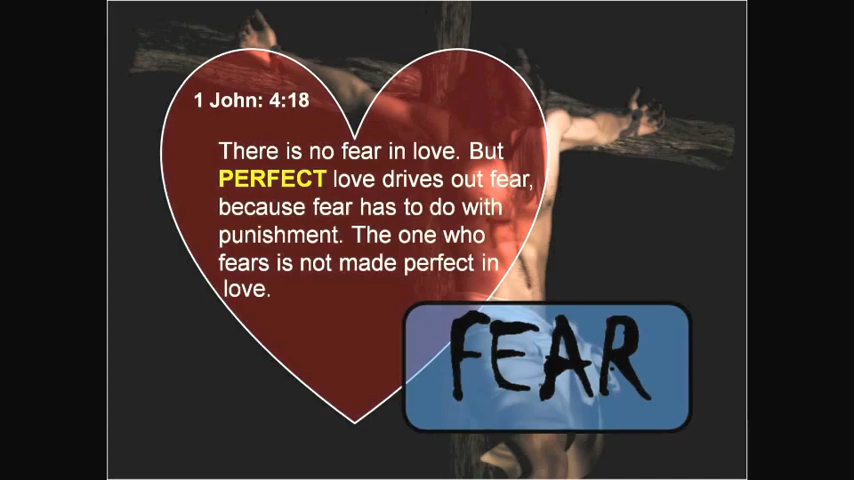 1 John: 4:18
There is no fear in love. But
PERFECT love drives out fear,
because fear has to do with
punishment. The one who
fears is not made perfect in
love.
FEAR